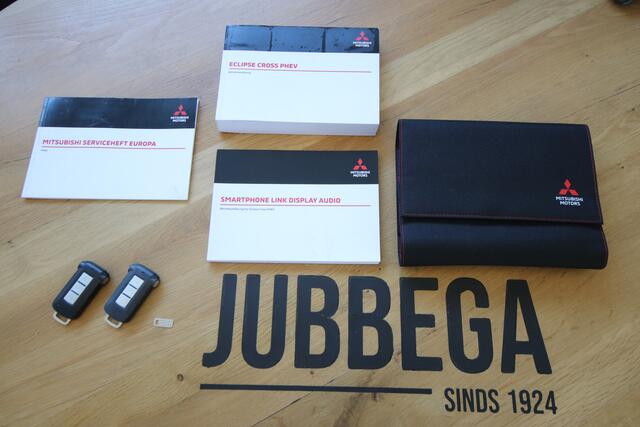 MITSUBISHI
MOTORS
ECLIPSE CROSS PHEV
MITSUBISHI
MOTORS
MITSUBISHI SERVICEHEFT EUROPA
MITSUBISHI
MOTORS
SMARTPHONE LINK DISPLAY AUDIO
MITSUBISHI
MOTORS
JUBBEGA
SINDS 1924